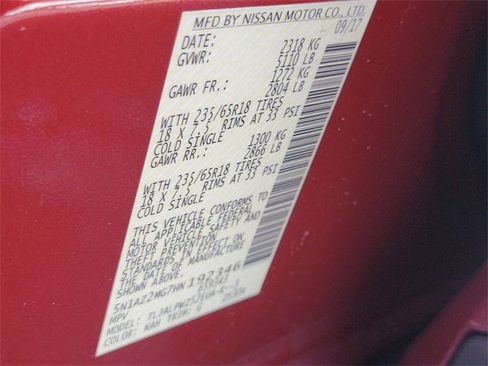 MFD BY NISSAN MOTOR CO., LTD.
DATE: 09/17
GVWR: 2318 KG
5110 LB
GAWR FR.: 1272 KG
2804 LB
WITH 235/65R18 TIRES
18 X 7.5 RIMS AT 33 PSI
COLD SINGLE
GAWR RR.: 1300 KG
2866 LB
WITH 235/65R18 TIRES
18 X 7.5 RIMS AT 33 PSI
COLD SINGLE
THIS VEHICLE CONFORMS TO
ALL APPLICABLE FEDERAL
MOTOR VEHICLE SAFETY AND
THEFT PREVENTION
STANDARDS IN EFFECT
ON THE DATE OF
MANUFACTURE SHOWN ABOVE.
5N1AZ2MG7HN192346
MPV
MODEL:
COLOR: NAH TRIM: G